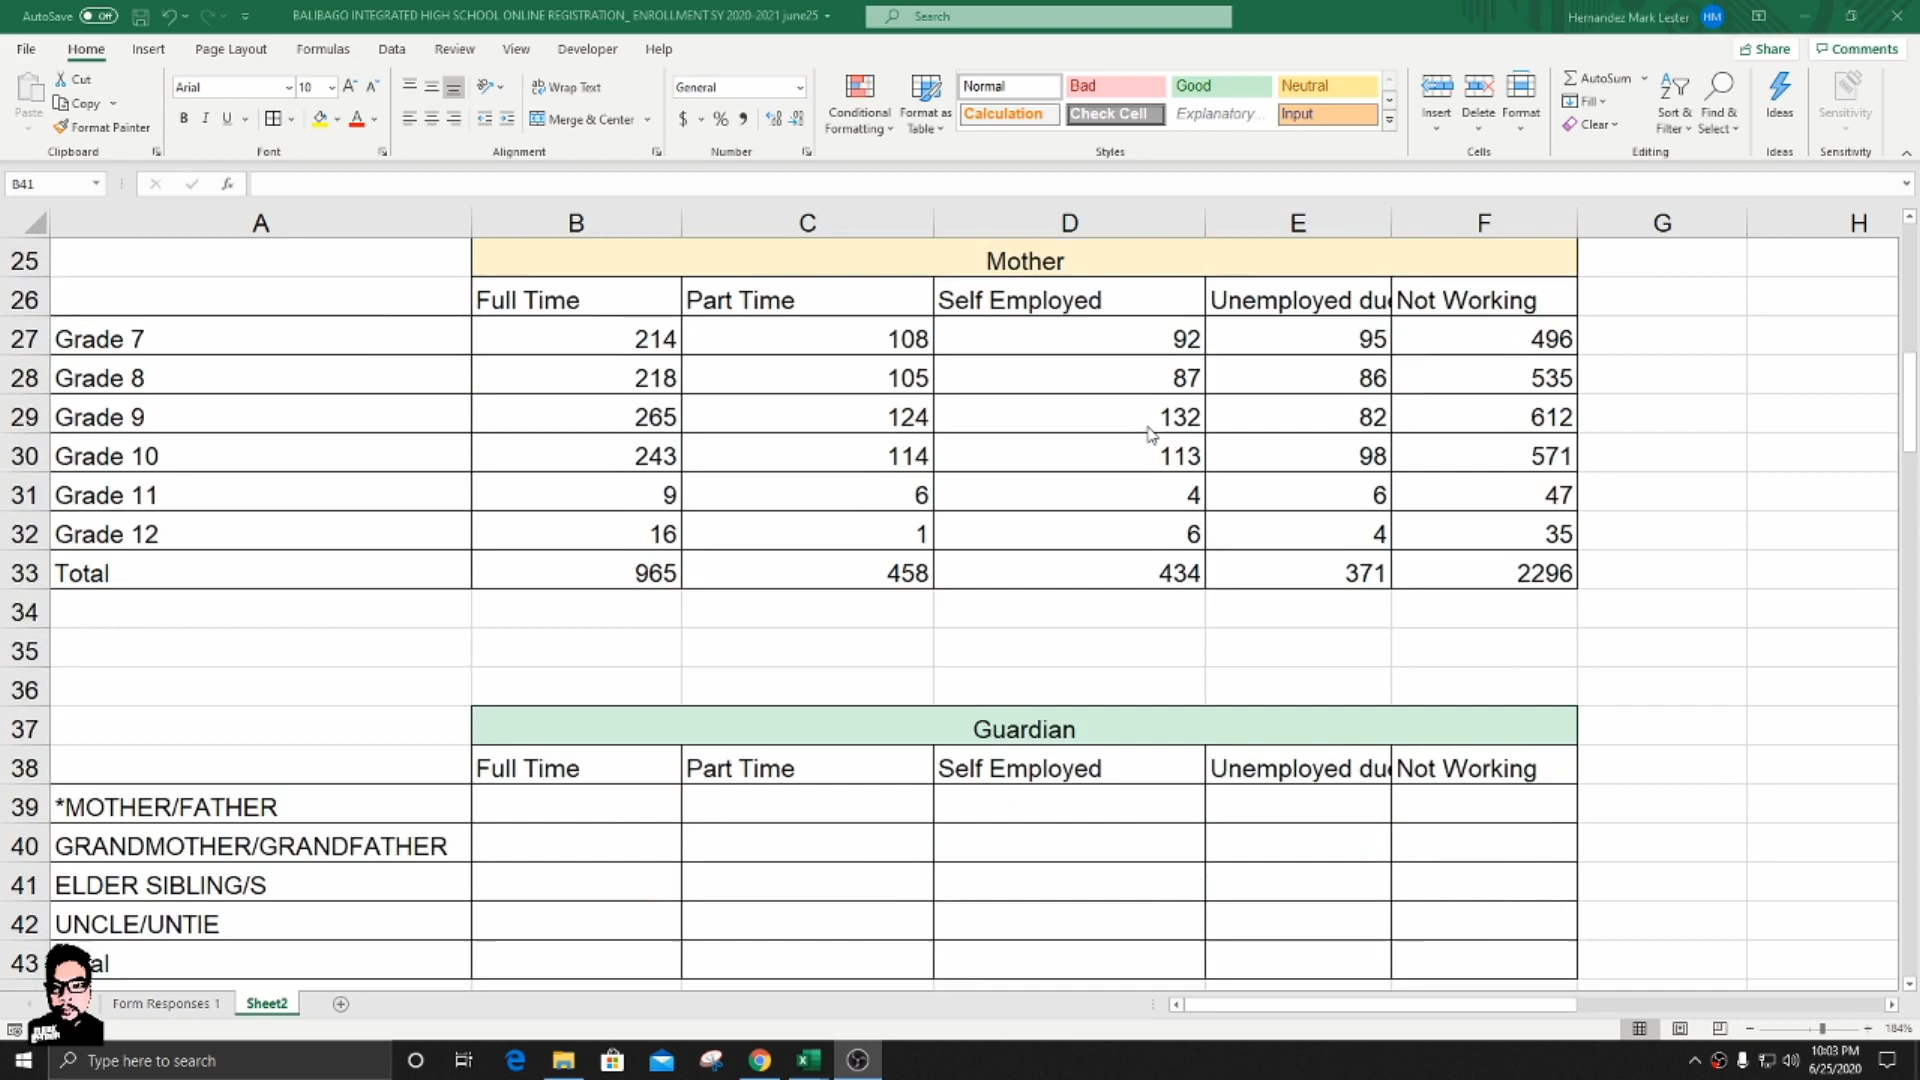 AutoSave Off BALIBAGO INTEGRATED HIGH SCHOOL ONLINE REGISTRATION_ ENROLLMENT SY 2020-2021 june25 Search Hernandez Mark Lester HM
File Home Insert Page Layout Formulas Data Review View Developer Help Share Comments
Cut
Copy
Format Painter
Paste
Clipboard
Arial 10
B I U
Font
Wrap Text
Merge & Center
Alignment
General
$ % ,
Number
Conditional Formatting
Format as Table
Normal Bad Good Neutral
Calculation Check Cell Explanatory... Input
Styles
Insert Delete Format
Cells
AutoSum
Fill
Clear
Sort & Filter
Find & Select
Editing
Ideas
Ideas
Sensitivity
Sensitivity
B41 fx
A B C D E F G H
25 Mother
26 Full Time Part Time Self Employed Unemployed du Not Working
27 Grade 7 214 108 92 95 496
28 Grade 8 218 105 87 86 535
29 Grade 9 265 124 132 82 612
30 Grade 10 243 114 113 98 571
31 Grade 11 9 6 4 6 47
32 Grade 12 16 1 6 4 35
33 Total 965 458 434 371 2296
34
35
36
37 Guardian
38 Full Time Part Time Self Employed Unemployed du Not Working
39 *MOTHER/FATHER
40 GRANDMOTHER/GRANDFATHER
41 ELDER SIBLING/S
42 UNCLE/UNTIE
43 al
Form Responses 1 Sheet2
184%
Type here to search
10:03 PM
6/25/2020